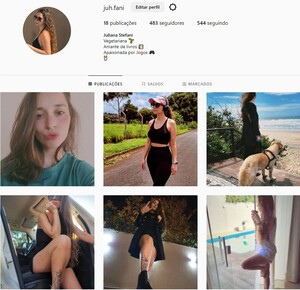 juh.fani Editar perfil
18 publicações 483 seguidores 544 seguindo
Juliana Stefani
Vegetariana
Amante de livros
Apaixonada por Jogos
PUBLICAÇÕES SALVOS MARCADOS